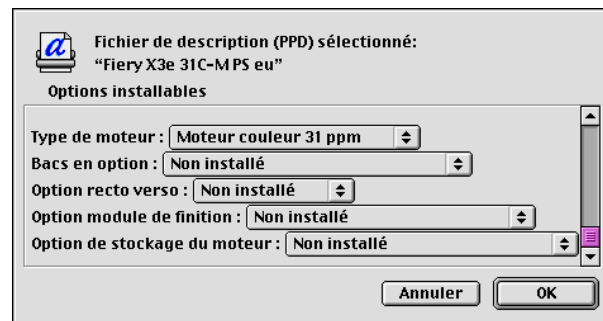 Fichier de description (PPD) sélectionné:
“Fiery X3e 31C-M PS eu”
Options installables
Type de moteur : Moteur couleur 31 ppm
Bacs en option : Non installé
Option recto verso : Non installé
Option module de finition : Non installé
Option de stockage du moteur : Non installé
Annuler OK